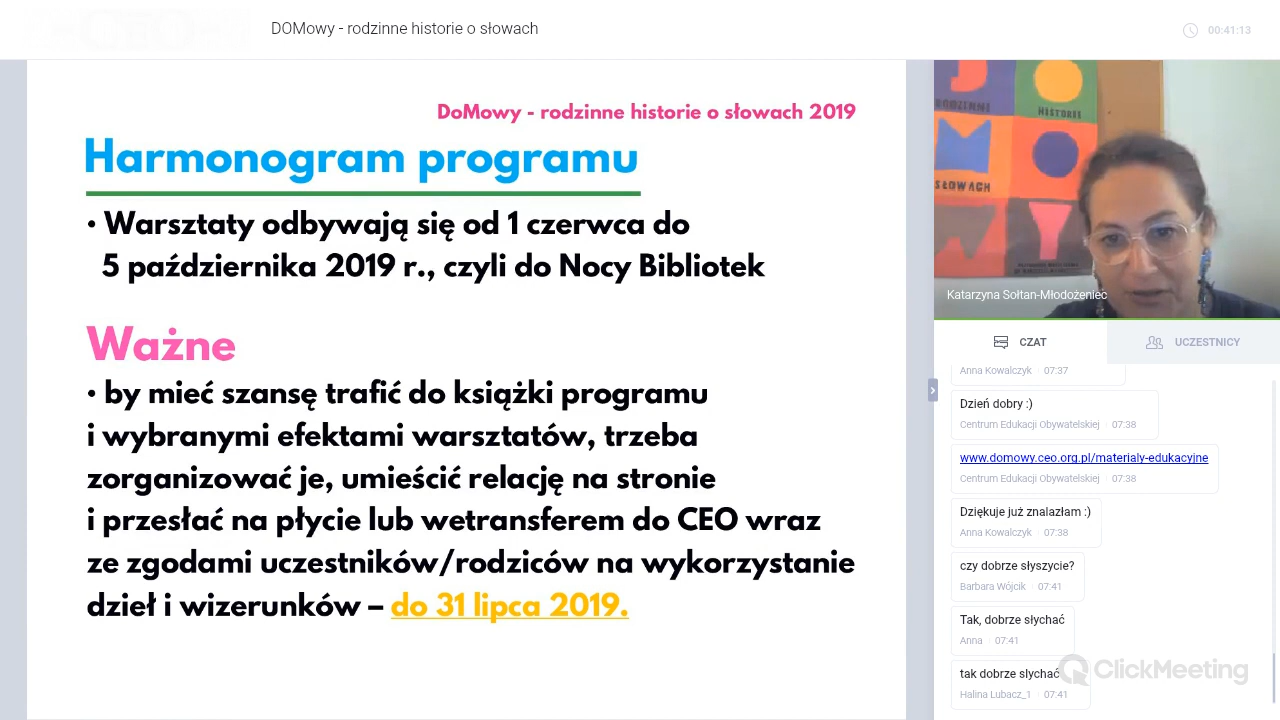 DOMowy - rodzinne historie o słowach
00:41:13
DoMowy - rodzinne historie o słowach 2019
Harmonogram programu
• Warsztaty odbywają się od 1 czerwca do
5 października 2019 r., czyli do Nocy Bibliotek
Ważne
• by mieć szansę trafić do książki programu
i wybranymi efektami warsztatów, trzeba
zorganizować je, umieścić relację na stronie
i przesłać na płycie lub wetransferem do CEO wraz
ze zgodami uczestników/rodziców na wykorzystanie
dzieł i wizerunków – do 31 lipca 2019.
J O
RODZINNE HISTORIE
M O
SŁOWACH
W Y
Katarzyna Sołtan-Młodożeniec
CZAT
UCZESTNICY
Anna Kowalczyk · 07:37
Dzień dobry :)
Centrum Edukacji Obywatelskiej · 07:38
www.domowy.ceo.org.pl/materialy-edukacyjne
Centrum Edukacji Obywatelskiej · 07:38
Dziękuje już znalazłam :)
Anna Kowalczyk · 07:38
czy dobrze słyszycie?
Barbara Wójcik · 07:41
Tak, dobrze słychać
Anna · 07:41
tak dobrze slychać
Halina Lubacz_1 · 07:41
ClickMeeting